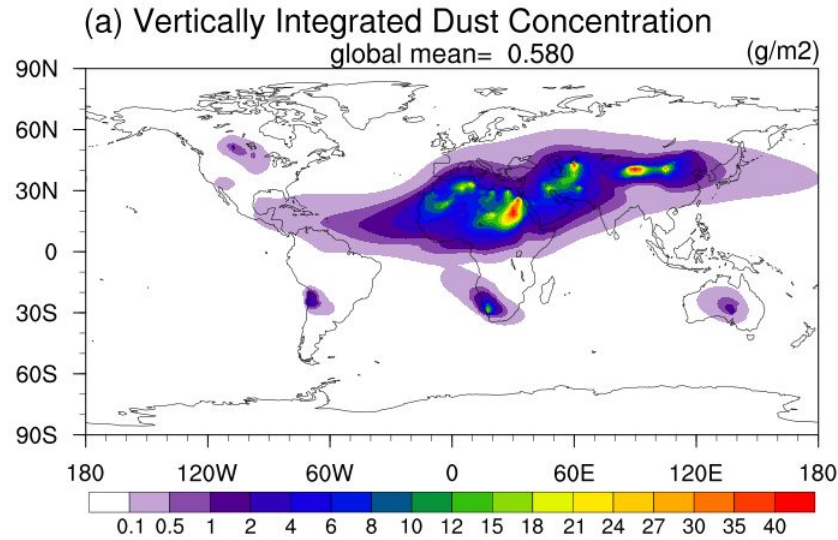 (a) Vertically Integrated Dust Concentration
global mean= 0.580 (g/m2)
90N
60N
30N
0
30S
60S
90S
180 120W 60W 0 60E 120E 180
0.1 0.5 1 2 4 6 8 10 12 15 18 21 24 27 30 35 40